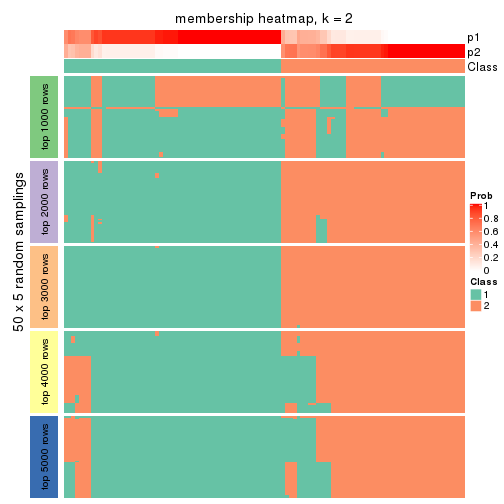 membership heatmap, k = 2
p1
p2
Class
50 x 5 random samplings
top 1000 rows
top 2000 rows
top 3000 rows
top 4000 rows
top 5000 rows
Prob
1
0.8
0.6
0.4
0.2
0
Class
1
2